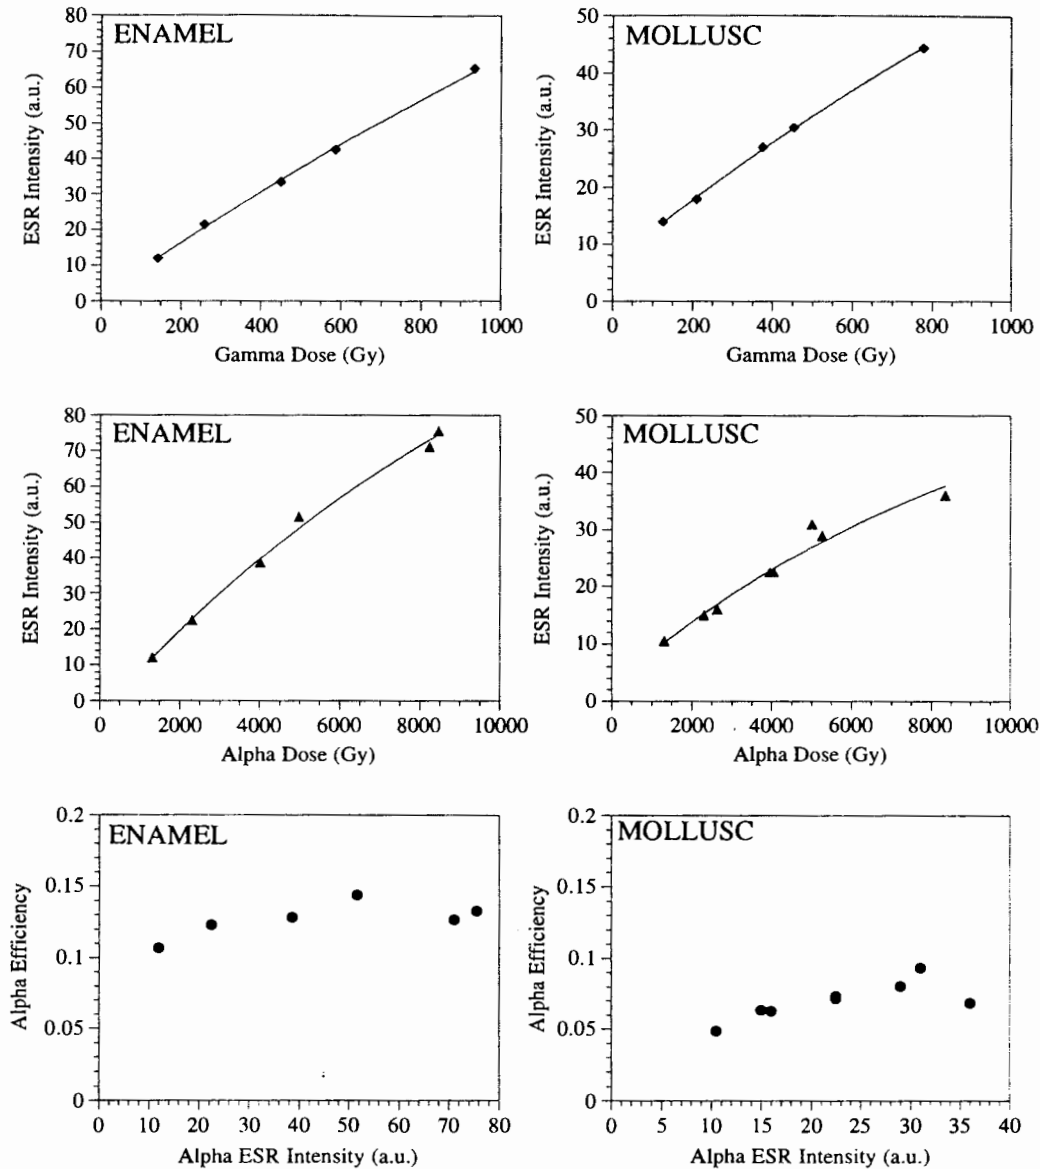 ENAMEL
ESR Intensity (a.u.)
80
70
60
50
40
30
20
10
0
0 200 400 600 800 1000
Gamma Dose (Gy)
MOLLUSC
ESR Intensity (a.u.)
50
40
30
20
10
0
0 200 400 600 800 1000
Gamma Dose (Gy)
ENAMEL
ESR Intensity (a.u.)
80
70
60
50
40
30
20
10
0
0 2000 4000 6000 8000 10000
Alpha Dose (Gy)
MOLLUSC
ESR Intensity (a.u.)
50
40
30
20
10
0
0 2000 4000 6000 8000 10000
Alpha Dose (Gy)
ENAMEL
Alpha Efficiency
0.2
0.15
0.1
0.05
0
0 10 20 30 40 50 60 70 80
Alpha ESR Intensity (a.u.)
MOLLUSC
Alpha Efficiency
0.2
0.15
0.1
0.05
0
0 5 10 15 20 25 30 35 40
Alpha ESR Intensity (a.u.)